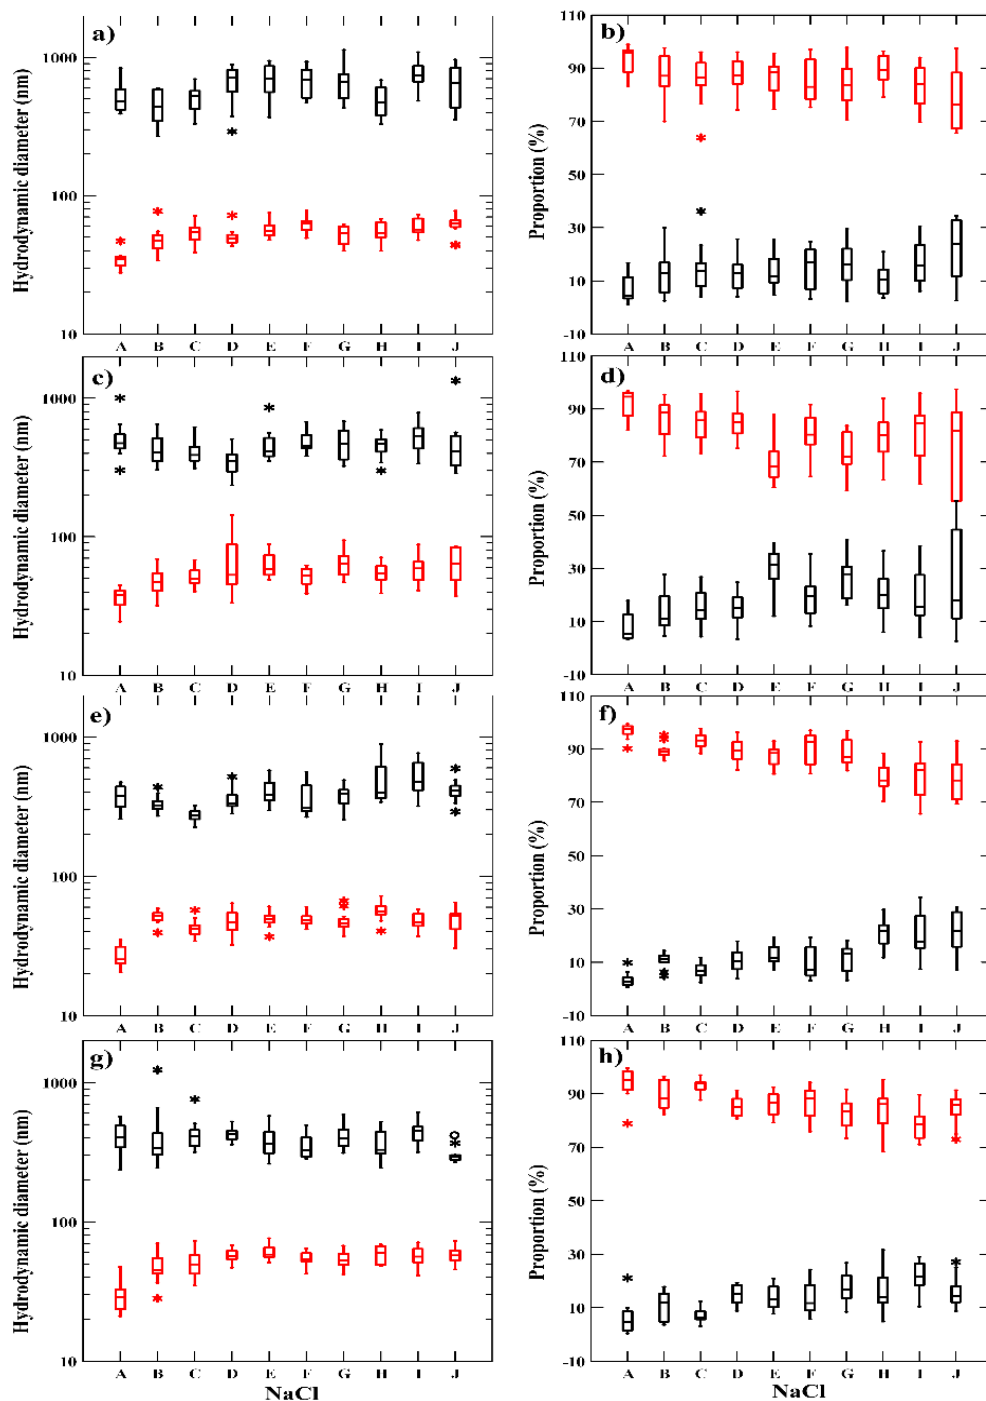 a)
Hydrodynamic diameter (nm)
1000
100
10
A B C D E F G H I J
b)
Proportion (%)
110
90
70
50
30
10
-10
A B C D E F G H I J
c)
Hydrodynamic diameter (nm)
1000
100
10
A B C D E F G H I J
d)
Proportion (%)
110
90
70
50
30
10
-10
A B C D E F G H I J
e)
Hydrodynamic diameter (nm)
1000
100
10
A B C D E F G H I J
f)
Proportion (%)
110
90
70
50
30
10
-10
A B C D E F G H I J
g)
Hydrodynamic diameter (nm)
1000
100
10
A B C D E F G H I J
NaCl
h)
Proportion (%)
110
90
70
50
30
10
-10
A B C D E F G H I J
NaCl